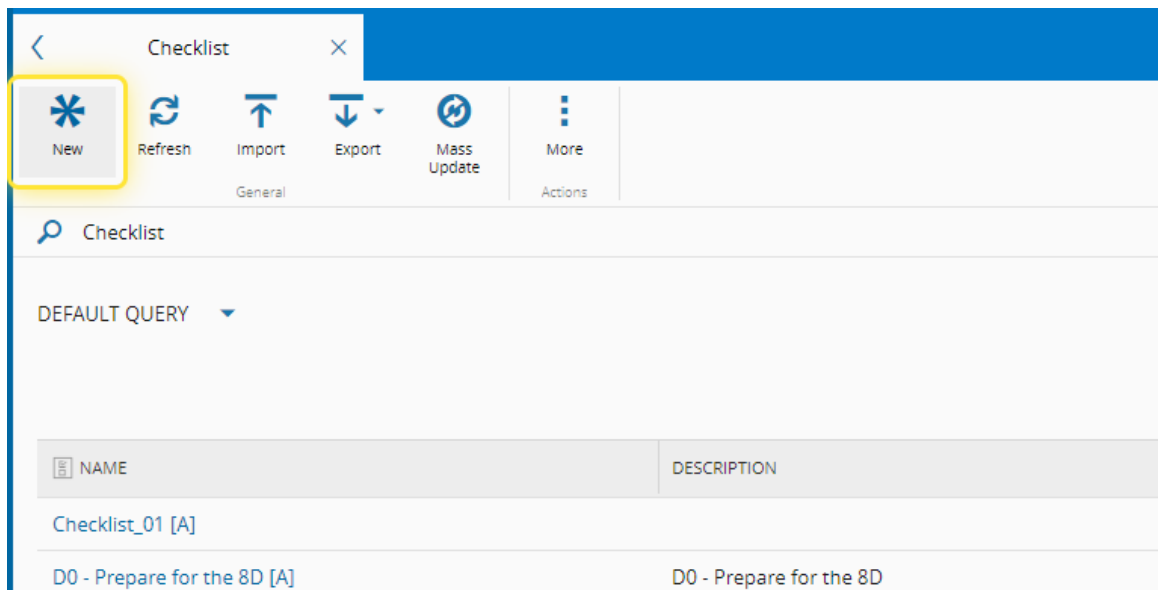 Checklist
New
Refresh
Import
Export
Mass
Update
More
General
Actions
Checklist
DEFAULT QUERY
NAME
DESCRIPTION
Checklist_01 [A]
D0 - Prepare for the 8D [A]
D0 - Prepare for the 8D